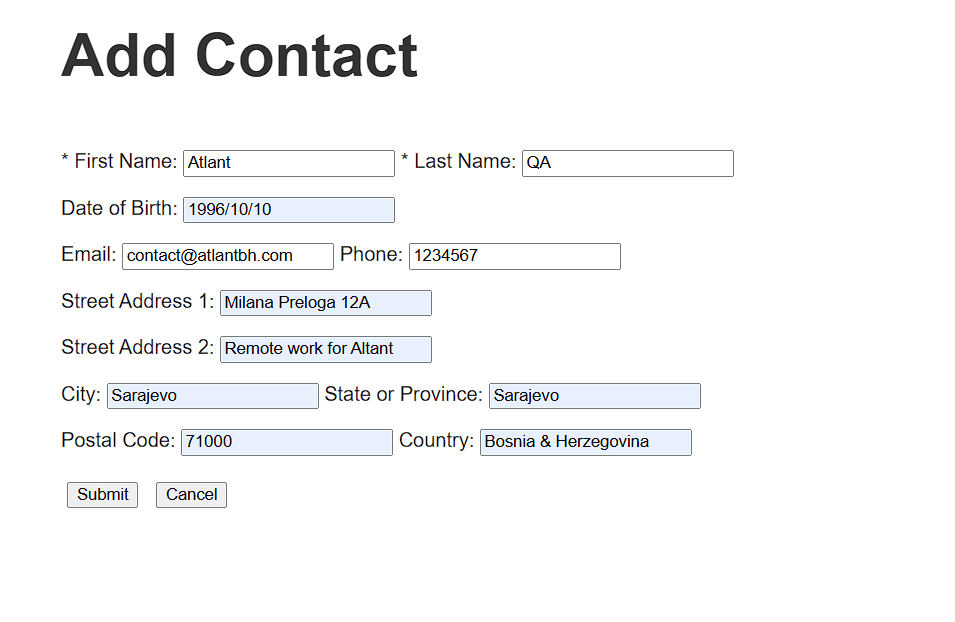 Add Contact
* First Name: Atlant * Last Name: QA
Date of Birth: 1996/10/10
Email: contact@atlantbh.com Phone: 1234567
Street Address 1: Milana Preloga 12A
Street Address 2: Remote work for Altant
City: Sarajevo State or Province: Sarajevo
Postal Code: 71000 Country: Bosnia & Herzegovina
Submit Cancel